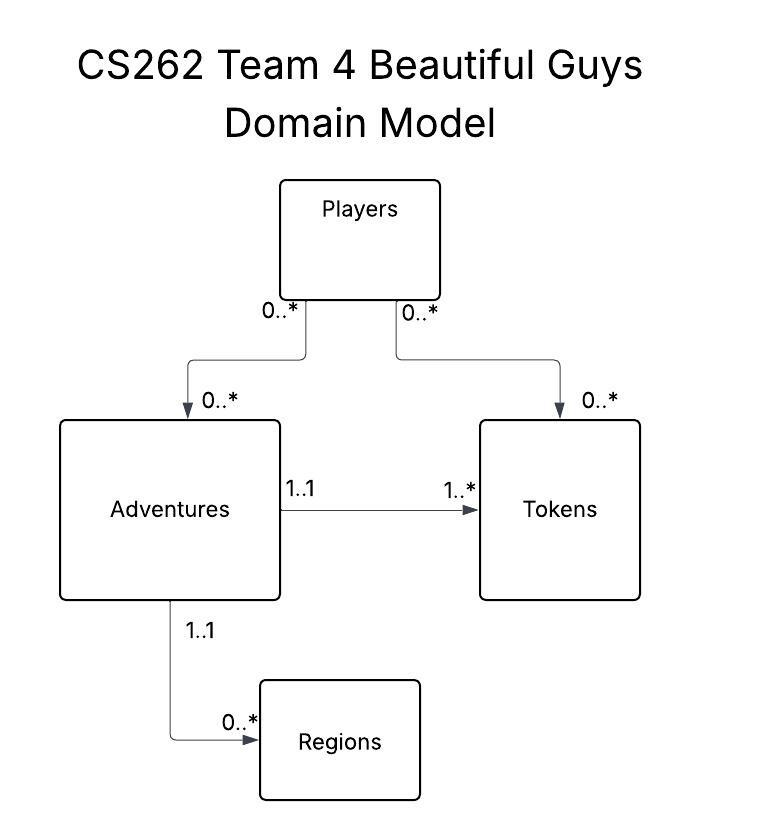 CS262 Team 4 Beautiful Guys
Domain Model
Players
0..*
0..*
0..*
0..*
Adventures
1..1
1..*
Tokens
1..1
0..*
Regions